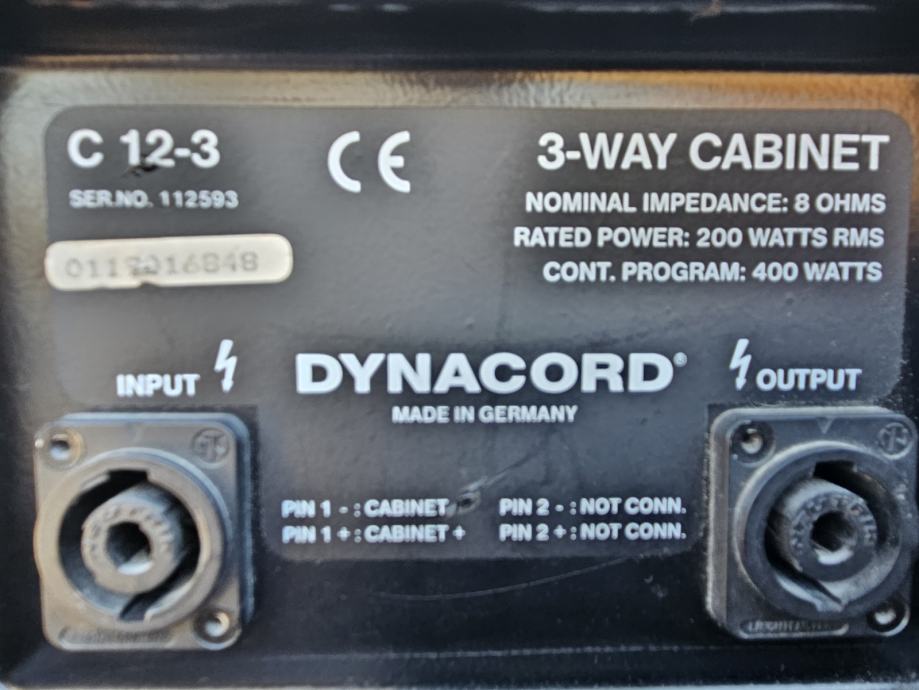 C 12-3
SER.NO. 112593
0119016848
CE
3-WAY CABINET
NOMINAL IMPEDANCE: 8 OHMS
RATED POWER: 200 WATTS RMS
CONT. PROGRAM: 400 WATTS
INPUT
DYNACORD®
OUTPUT
MADE IN GERMANY
PIN 1 - : CABINET
PIN 2 - : NOT CONN.
PIN 1 + : CABINET +
PIN 2 + : NOT CONN.